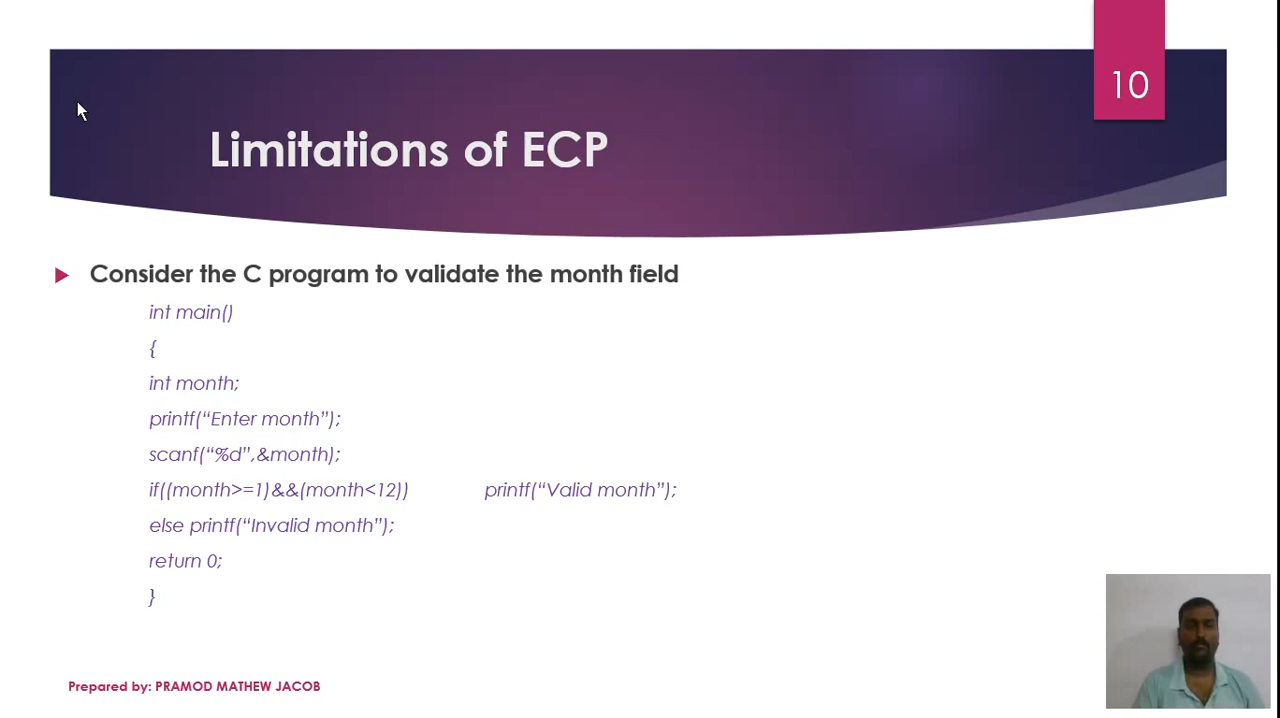 10
Limitations of ECP
Consider the C program to validate the month field
int main()
{
int month;
printf(“Enter month”);
scanf(“%d”,&month);
if((month>=1)&&(month<12)) printf(“Valid month”);
else printf(“Invalid month”);
return 0;
}
Prepared by: PRAMOD MATHEW JACOB